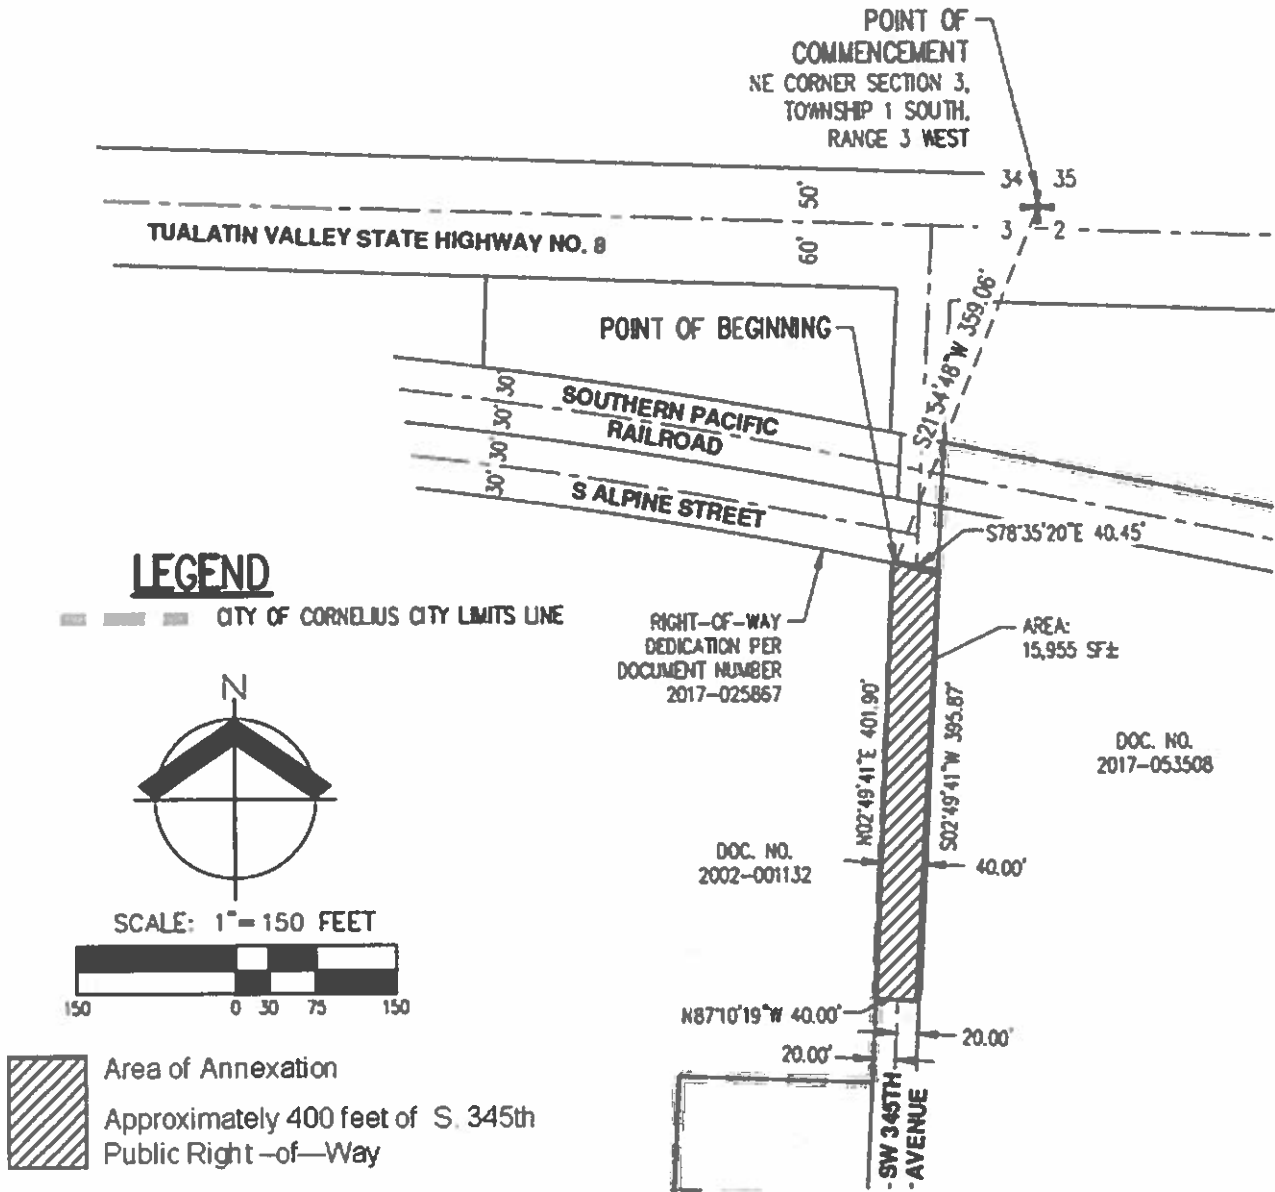 POINT OF
COMMENCEMENT
NE CORNER SECTION 3,
TOWNSHIP 1 SOUTH,
RANGE 3 WEST
34 35
3 2
50'
60'
TUALATIN VALLEY STATE HIGHWAY NO. 8
POINT OF BEGINNING
S21°54'48"W 359.06'
30'
30'
30'
30'
SOUTHERN PACIFIC
RAILROAD
S ALPINE STREET
S78°35'20"E 40.45'
LEGEND
CITY OF CORNELIUS CITY LIMITS LINE
RIGHT-OF-WAY
DEDICATION PER
DOCUMENT NUMBER
2017-025867
AREA:
15,955 SF±
N02°49'41"E 401.90'
S02°49'41"W 395.87'
DOC. NO.
2017-053508
N
DOC. NO.
2002-001132
40.00'
SCALE: 1"=150 FEET
150 0 30 75 150
N87°10'19"W 40.00'
20.00'
20.00'
SW 345TH
AVENUE
Area of Annexation
Approximately 400 feet of S. 345th
Public Right-of—Way